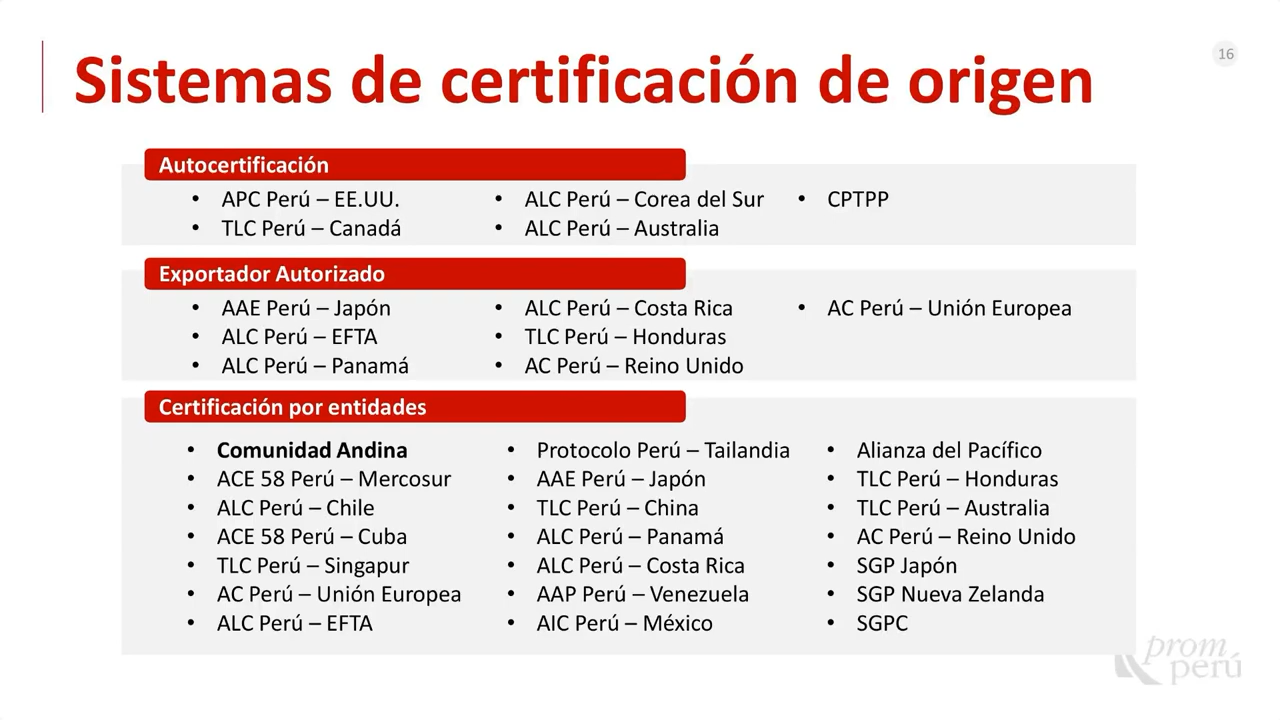 16
Sistemas de certificación de origen
Autocertificación
• APC Perú – EE.UU.
• TLC Perú – Canadá
• ALC Perú – Corea del Sur
• ALC Perú – Australia
• CPTPP
Exportador Autorizado
• AAE Perú – Japón
• ALC Perú – EFTA
• ALC Perú – Panamá
• ALC Perú – Costa Rica
• TLC Perú – Honduras
• AC Perú – Reino Unido
• AC Perú – Unión Europea
Certificación por entidades
• Comunidad Andina
• ACE 58 Perú – Mercosur
• ALC Perú – Chile
• ACE 58 Perú – Cuba
• TLC Perú – Singapur
• AC Perú – Unión Europea
• ALC Perú – EFTA
• Protocolo Perú – Tailandia
• AAE Perú – Japón
• TLC Perú – China
• ALC Perú – Panamá
• ALC Perú – Costa Rica
• AAP Perú – Venezuela
• AIC Perú – México
• Alianza del Pacífico
• TLC Perú – Honduras
• TLC Perú – Australia
• AC Perú – Reino Unido
• SGP Japón
• SGP Nueva Zelanda
• SGPC
prom
perú